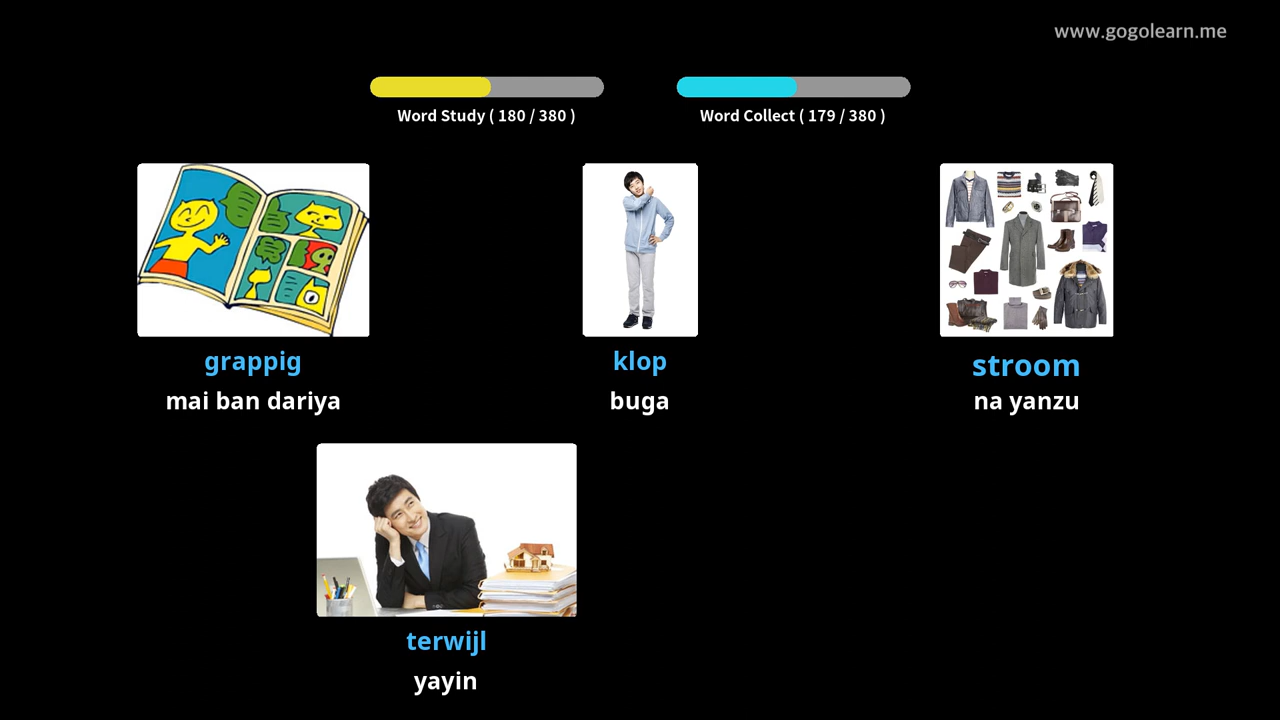 www.gogolearn.me
Word Study ( 180 / 380 )
Word Collect ( 179 / 380 )
grappig
mai ban dariya
klop
buga
stroom
na yanzu
terwijl
yayin